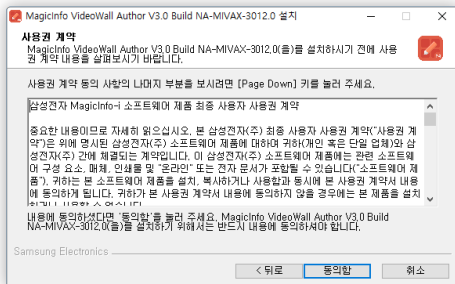 MagicInfo VideoWall Author V3.0 Build NA-MIVAX-3012.0 설치
사용권 계약
MagicInfo VideoWall Author V3.0 Build NA-MIVAX-3012.0(을)를 설치하시기 전에 사용
권 계약 내용을 살펴보시기 바랍니다.
사용권 계약 동의 사항의 나머지 부분을 보시려면 [Page Down] 키를 눌러 주세요.
삼성전자 MagicInfo-i 소프트웨어 제품 최종 사용자 사용권 계약
중요한 내용이므로 자세히 읽으십시오. 본 삼성전자(주) 최종 사용자 사용권 계약("사용권 계
약")은 위에 명시된 삼성전자(주) 소프트웨어 제품에 대하여 귀하(개인 혹은 단일 업체)와 삼
성전자(주) 간에 체결되는 계약입니다. 이 삼성전자(주) 소프트웨어 제품에는 관련 소프트웨
어 구성 요소, 매체, 인쇄물 및 "온라인" 또는 전자 문서가 포함될 수 있습니다("소프트웨어 제
품"). 귀하는 본 소프트웨어 제품을 설치, 복사하거나 사용함과 동시에 본 사용권 계약서 내용
에 동의하게 됩니다. 귀하가 본 사용권 계약서 내용에 동의하지 않을 경우에는 본 제품을 설치
하거나 사용할 수 없습니다.
내용에 동의하셨다면 '동의함'을 눌러 주세요. MagicInfo VideoWall Author V3.0 Build
NA-MIVAX-3012.0(을)를 설치하기 위해서는 반드시 내용에 동의하셔야 합니다.
Samsung Electronics
< 뒤로
동의함
취소